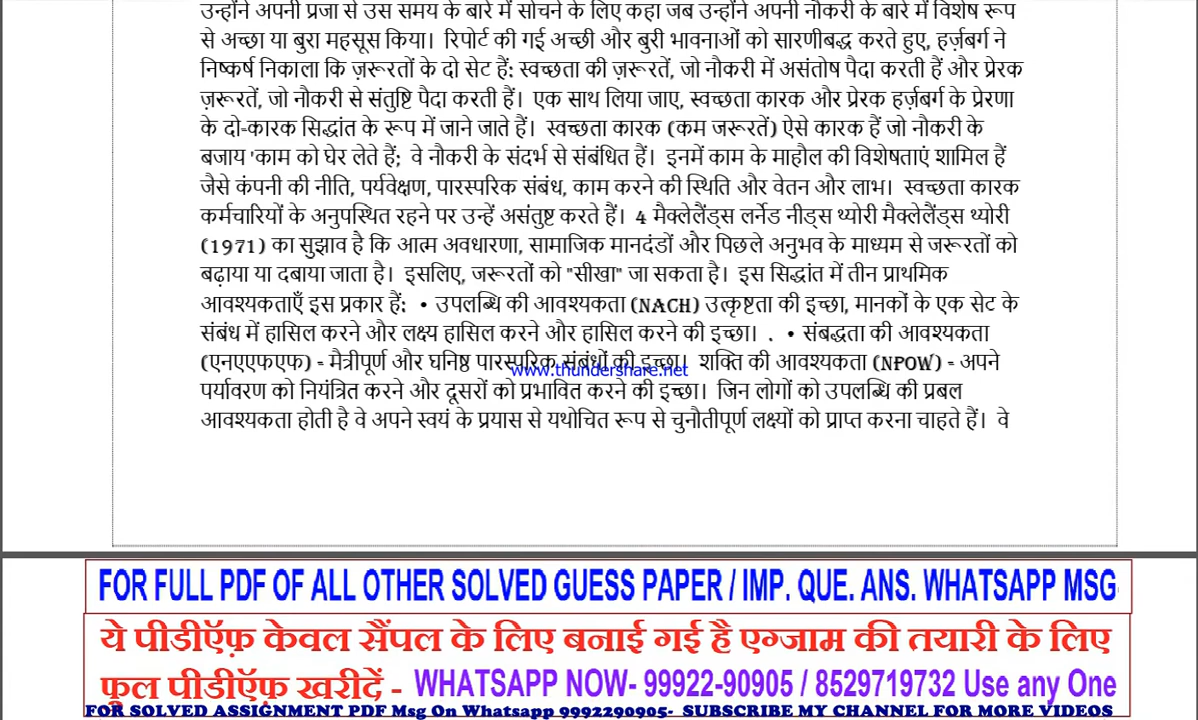 उन्होंने अपनी प्रजा से उस समय के बारे में सोचने के लिए कहा जब उन्होंने अपनी नौकरी के बारे में विशेष रूप
से अच्छा या बुरा महसूस किया। रिपोर्ट की गई अच्छी और बुरी भावनाओं को सारणीबद्ध करते हुए, हर्ज़बर्ग ने
निष्कर्ष निकाला कि ज़रूरतों के दो सेट हैं: स्वच्छता की ज़रूरतें, जो नौकरी में असंतोष पैदा करती हैं और प्रेरक
ज़रूरतें, जो नौकरी से संतुष्टि पैदा करती हैं। एक साथ लिया जाए, स्वच्छता कारक और प्रेरक हर्ज़बर्ग के प्रेरणा
के दो-कारक सिद्धांत के रूप में जाने जाते हैं। स्वच्छता कारक (कम जरूरतें) ऐसे कारक हैं जो नौकरी के
बजाय 'काम को घेर लेते हैं; वे नौकरी के संदर्भ से संबंधित हैं। इनमें काम के माहौल की विशेषताएं शामिल हैं
जैसे कंपनी की नीति, पर्यवेक्षण, पारस्परिक संबंध, काम करने की स्थिति और वेतन और लाभ। स्वच्छता कारक
कर्मचारियों के अनुपस्थित रहने पर उन्हें असंतुष्ट करते हैं। 4 मैक्लेलैंड्स लर्नेड नीड्स थ्योरी मैक्लेलैंड्स थ्योरी
(1971) का सुझाव है कि आत्म अवधारणा, सामाजिक मानदंडों और पिछले अनुभव के माध्यम से जरूरतों को
बढ़ाया या दबाया जाता है। इसलिए, जरूरतों को "सीखा" जा सकता है। इस सिद्धांत में तीन प्राथमिक
आवश्यकताएँ इस प्रकार हैं: • उपलब्धि की आवश्यकता (NACH) उत्कृष्टता की इच्छा, मानकों के एक सेट के
संबंध में हासिल करने और लक्ष्य हासिल करने और हासिल करने की इच्छा। . • संबद्धता की आवश्यकता
(एनएएफएफ) - मैत्रीपूर्ण और घनिष्ठ पारस्परिक संबंधों की इच्छा। शक्ति की आवश्यकता (NPOW) - अपने
www.thundershare.net
पर्यावरण को नियंत्रित करने और दूसरों को प्रभावित करने की इच्छा। जिन लोगों को उपलब्धि की प्रबल
आवश्यकता होती है वे अपने स्वयं के प्रयास से यथोचित रूप से चुनौतीपूर्ण लक्ष्यों को प्राप्त करना चाहते हैं। वे
FOR FULL PDF OF ALL OTHER SOLVED GUESS PAPER / IMP. QUE. ANS. WHATSAPP MSG
ये पीडीऍफ़ केवल सैंपल के लिए बनाई गई है एग्जाम की तयारी के लिए
फुल पीडीऍफ़ खरीदें - WHATSAPP NOW- 99922-90905 / 8529719732 Use any One
FOR SOLVED ASSIGNMENT PDF Msg On Whatsapp 9992290905- SUBSCRIBE MY CHANNEL FOR MORE VIDEOS